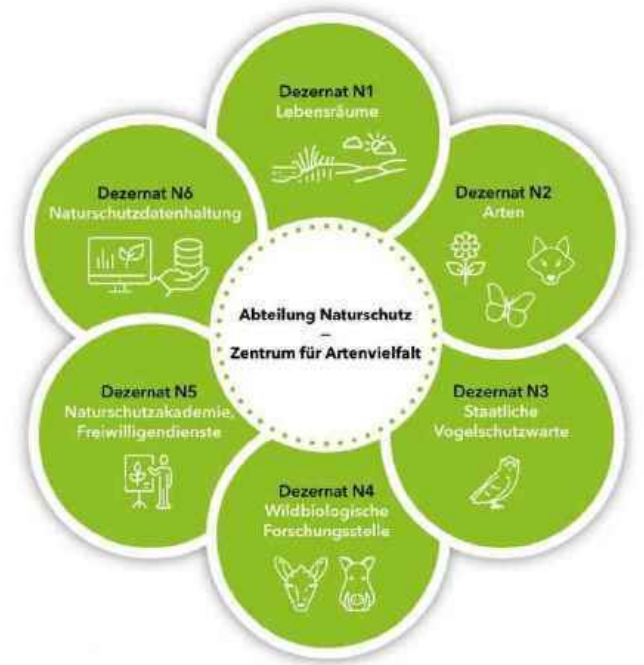 Dezernat N1
Lebensräume
Dezernat N2
Arten
Dezernat N3
Staatliche
Vogelschutzwarte
Dezernat N4
Wildbiologische
Forschungsstelle
Dezernat N5
Naturschutzakademie,
Freiwilligendienste
Dezernat N6
Naturschutzdatenhaltung
Abteilung Naturschutz
–
Zentrum für Artenvielfalt